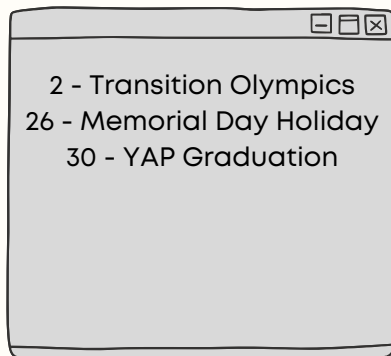 2 - Transition Olympics
26 - Memorial Day Holiday
30 - YAP Graduation